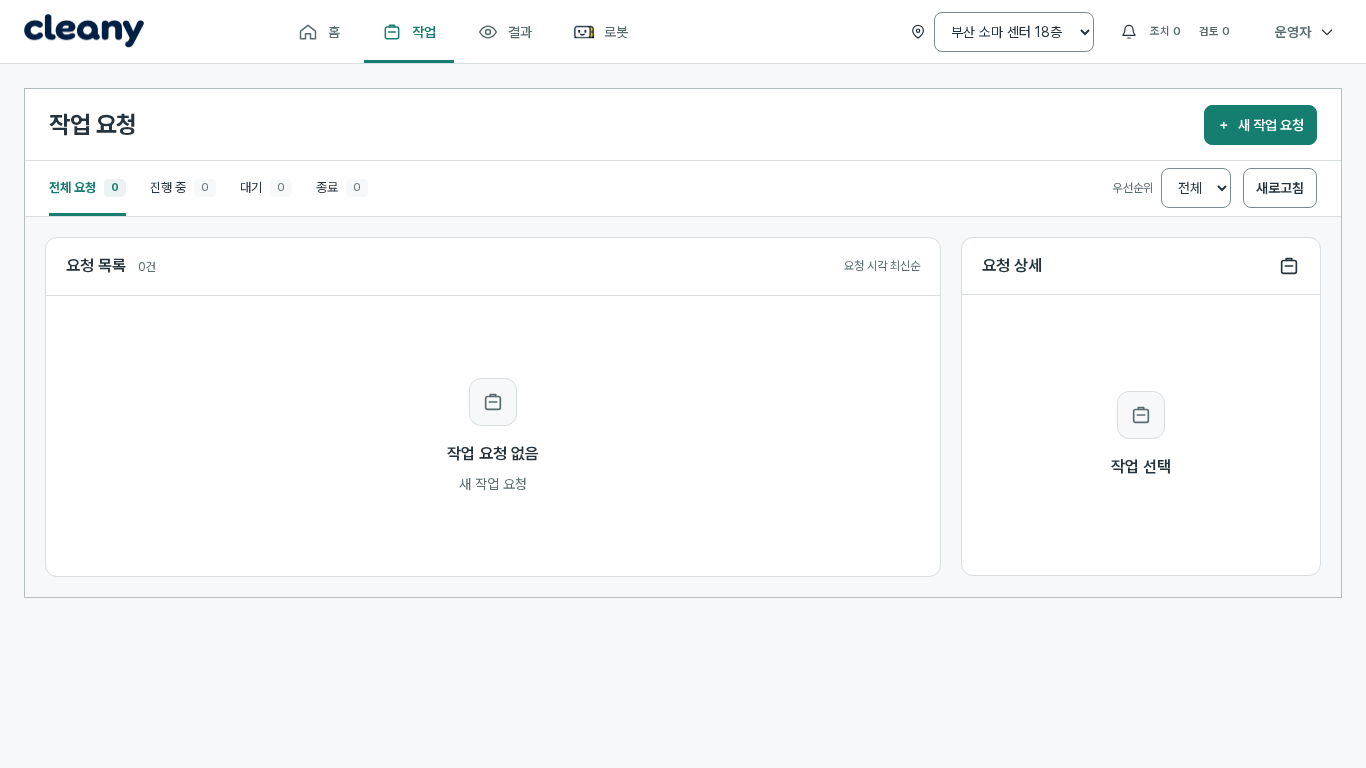 cleany
홈
작업
결과
로봇
부산 소마 센터 18층
조치 0
검토 0
운영자
작업 요청
+ 새 작업 요청
전체 요청 0
진행 중 0
대기 0
종료 0
우선순위
전체
새로고침
요청 목록 0건
요청 시각 최신순
작업 요청 없음
새 작업 요청
요청 상세
작업 선택